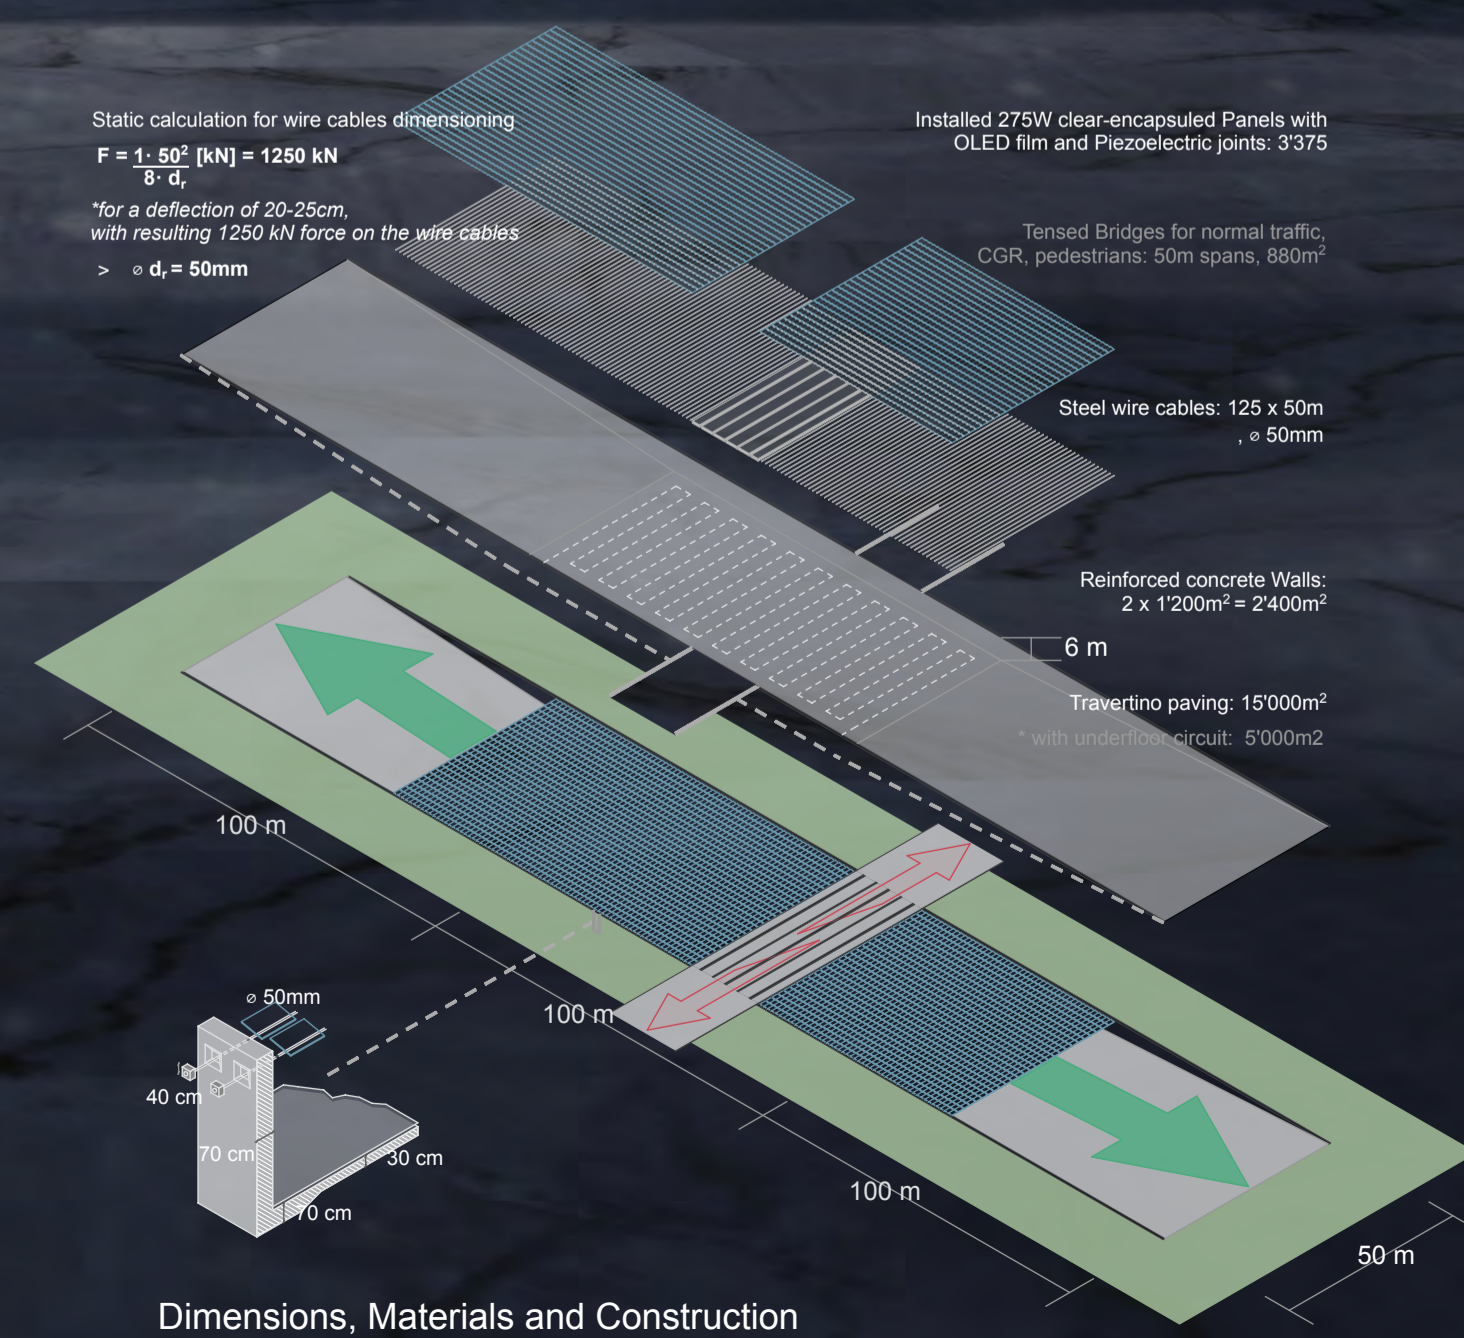 Static calculation for wire cables dimensioning
F = 1· 50² [kN] = 1250 kN
8· dr
*for a deflection of 20-25cm,
with resulting 1250 kN force on the wire cables
> ⌀ dr = 50mm
Installed 275W clear-encapsuled Panels with
OLED film and Piezoelectric joints: 3'375
Tensed Bridges for normal traffic,
CGR, pedestrians: 50m spans, 880m²
Steel wire cables: 125 x 50m
, ⌀ 50mm
Reinforced concrete Walls:
2 x 1'200m² = 2'400m²
6 m
Travertino paving: 15'000m²
* with underfloor circuit: 5'000m2
100 m
100 m
100 m
50 m
⌀ 50mm
40 cm
70 cm
30 cm
70 cm
Dimensions, Materials and Construction